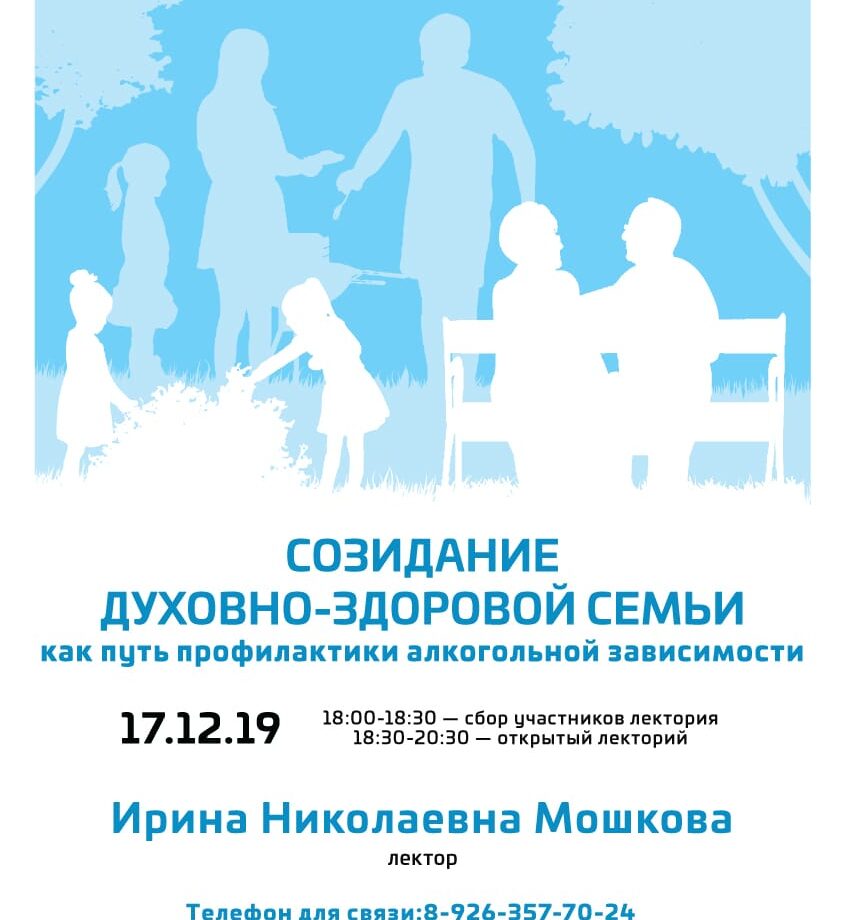 СОЗИДАНИЕ
ДУХОВНО-ЗДОРОВОЙ СЕМЬИ
как путь профилактики алкогольной зависимости
17.12.19
18:00-18:30 — сбор участников лектория
18:30-20:30 — открытый лекторий
Ирина Николаевна Мошкова
лектор
Телефон для связи:8-926-357-70-24